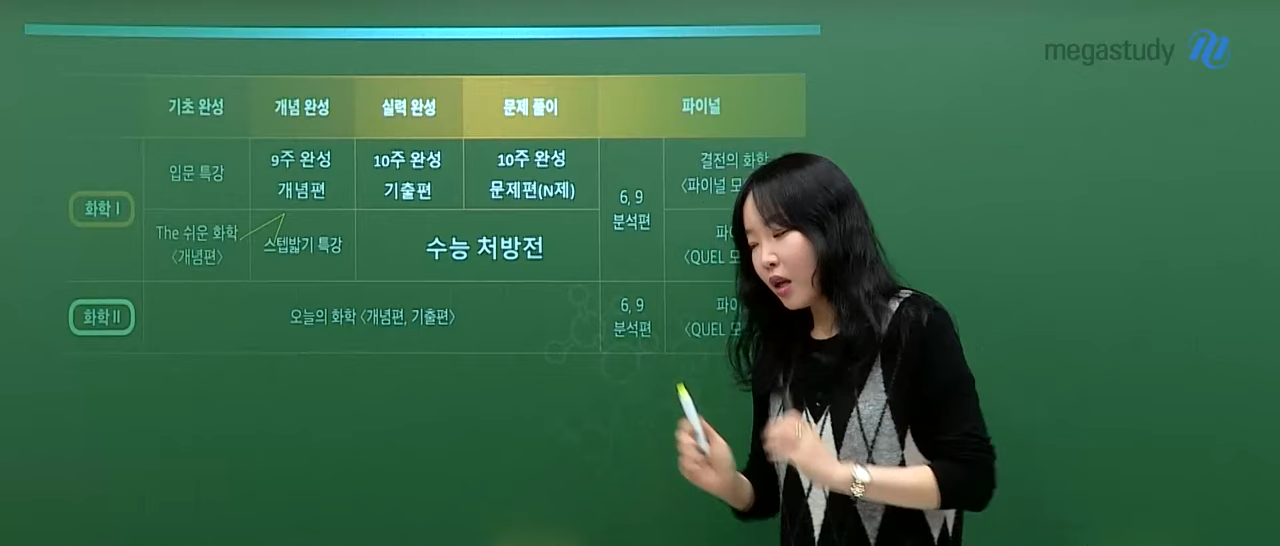 megastudy
기초 완성 개념 완성 실력 완성 문제 풀이 파이널
화학 I
입문 특강
9주 완성
개념편
10주 완성
기출편
10주 완성
문제편(N제)
6, 9
분석편
결전의 화학
〈파이널
The 쉬운 화학
〈개념편〉
스텝밟기 특강
수능 처방전
〈QUEL
화학 II
오늘의 화학 〈개념편, 기출편〉
6, 9
분석편
〈QUEL